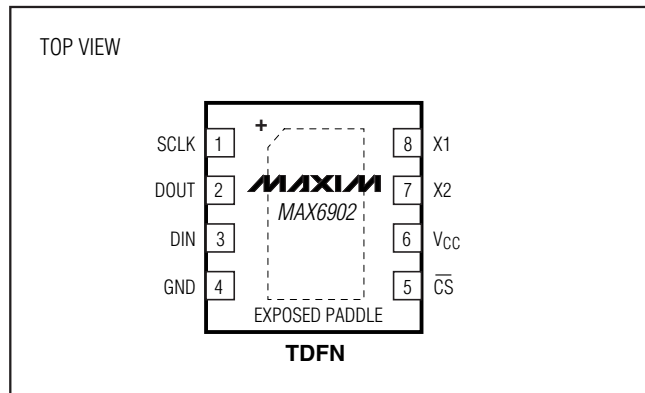 TOP VIEW
+
SCLK 1 8 X1
DOUT 2 MAXIM 7 X2
MAX6902
DIN 3 6 VCC
GND 4 5 C̅S̅
EXPOSED PADDLE
TDFN